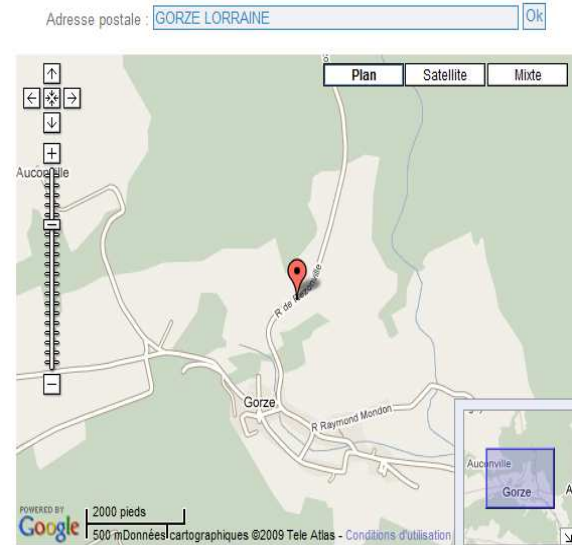 Adresse postale : GORZE LORRAINE Ok
Plan Satellite Mixte
R de Rezonville
Gorze
R Raymond Mondon
Auconville
Gorze
POWERED BY
Google
2000 pieds
500 m Données cartographiques ©2009 Tele Atlas - Conditions d'utilisation